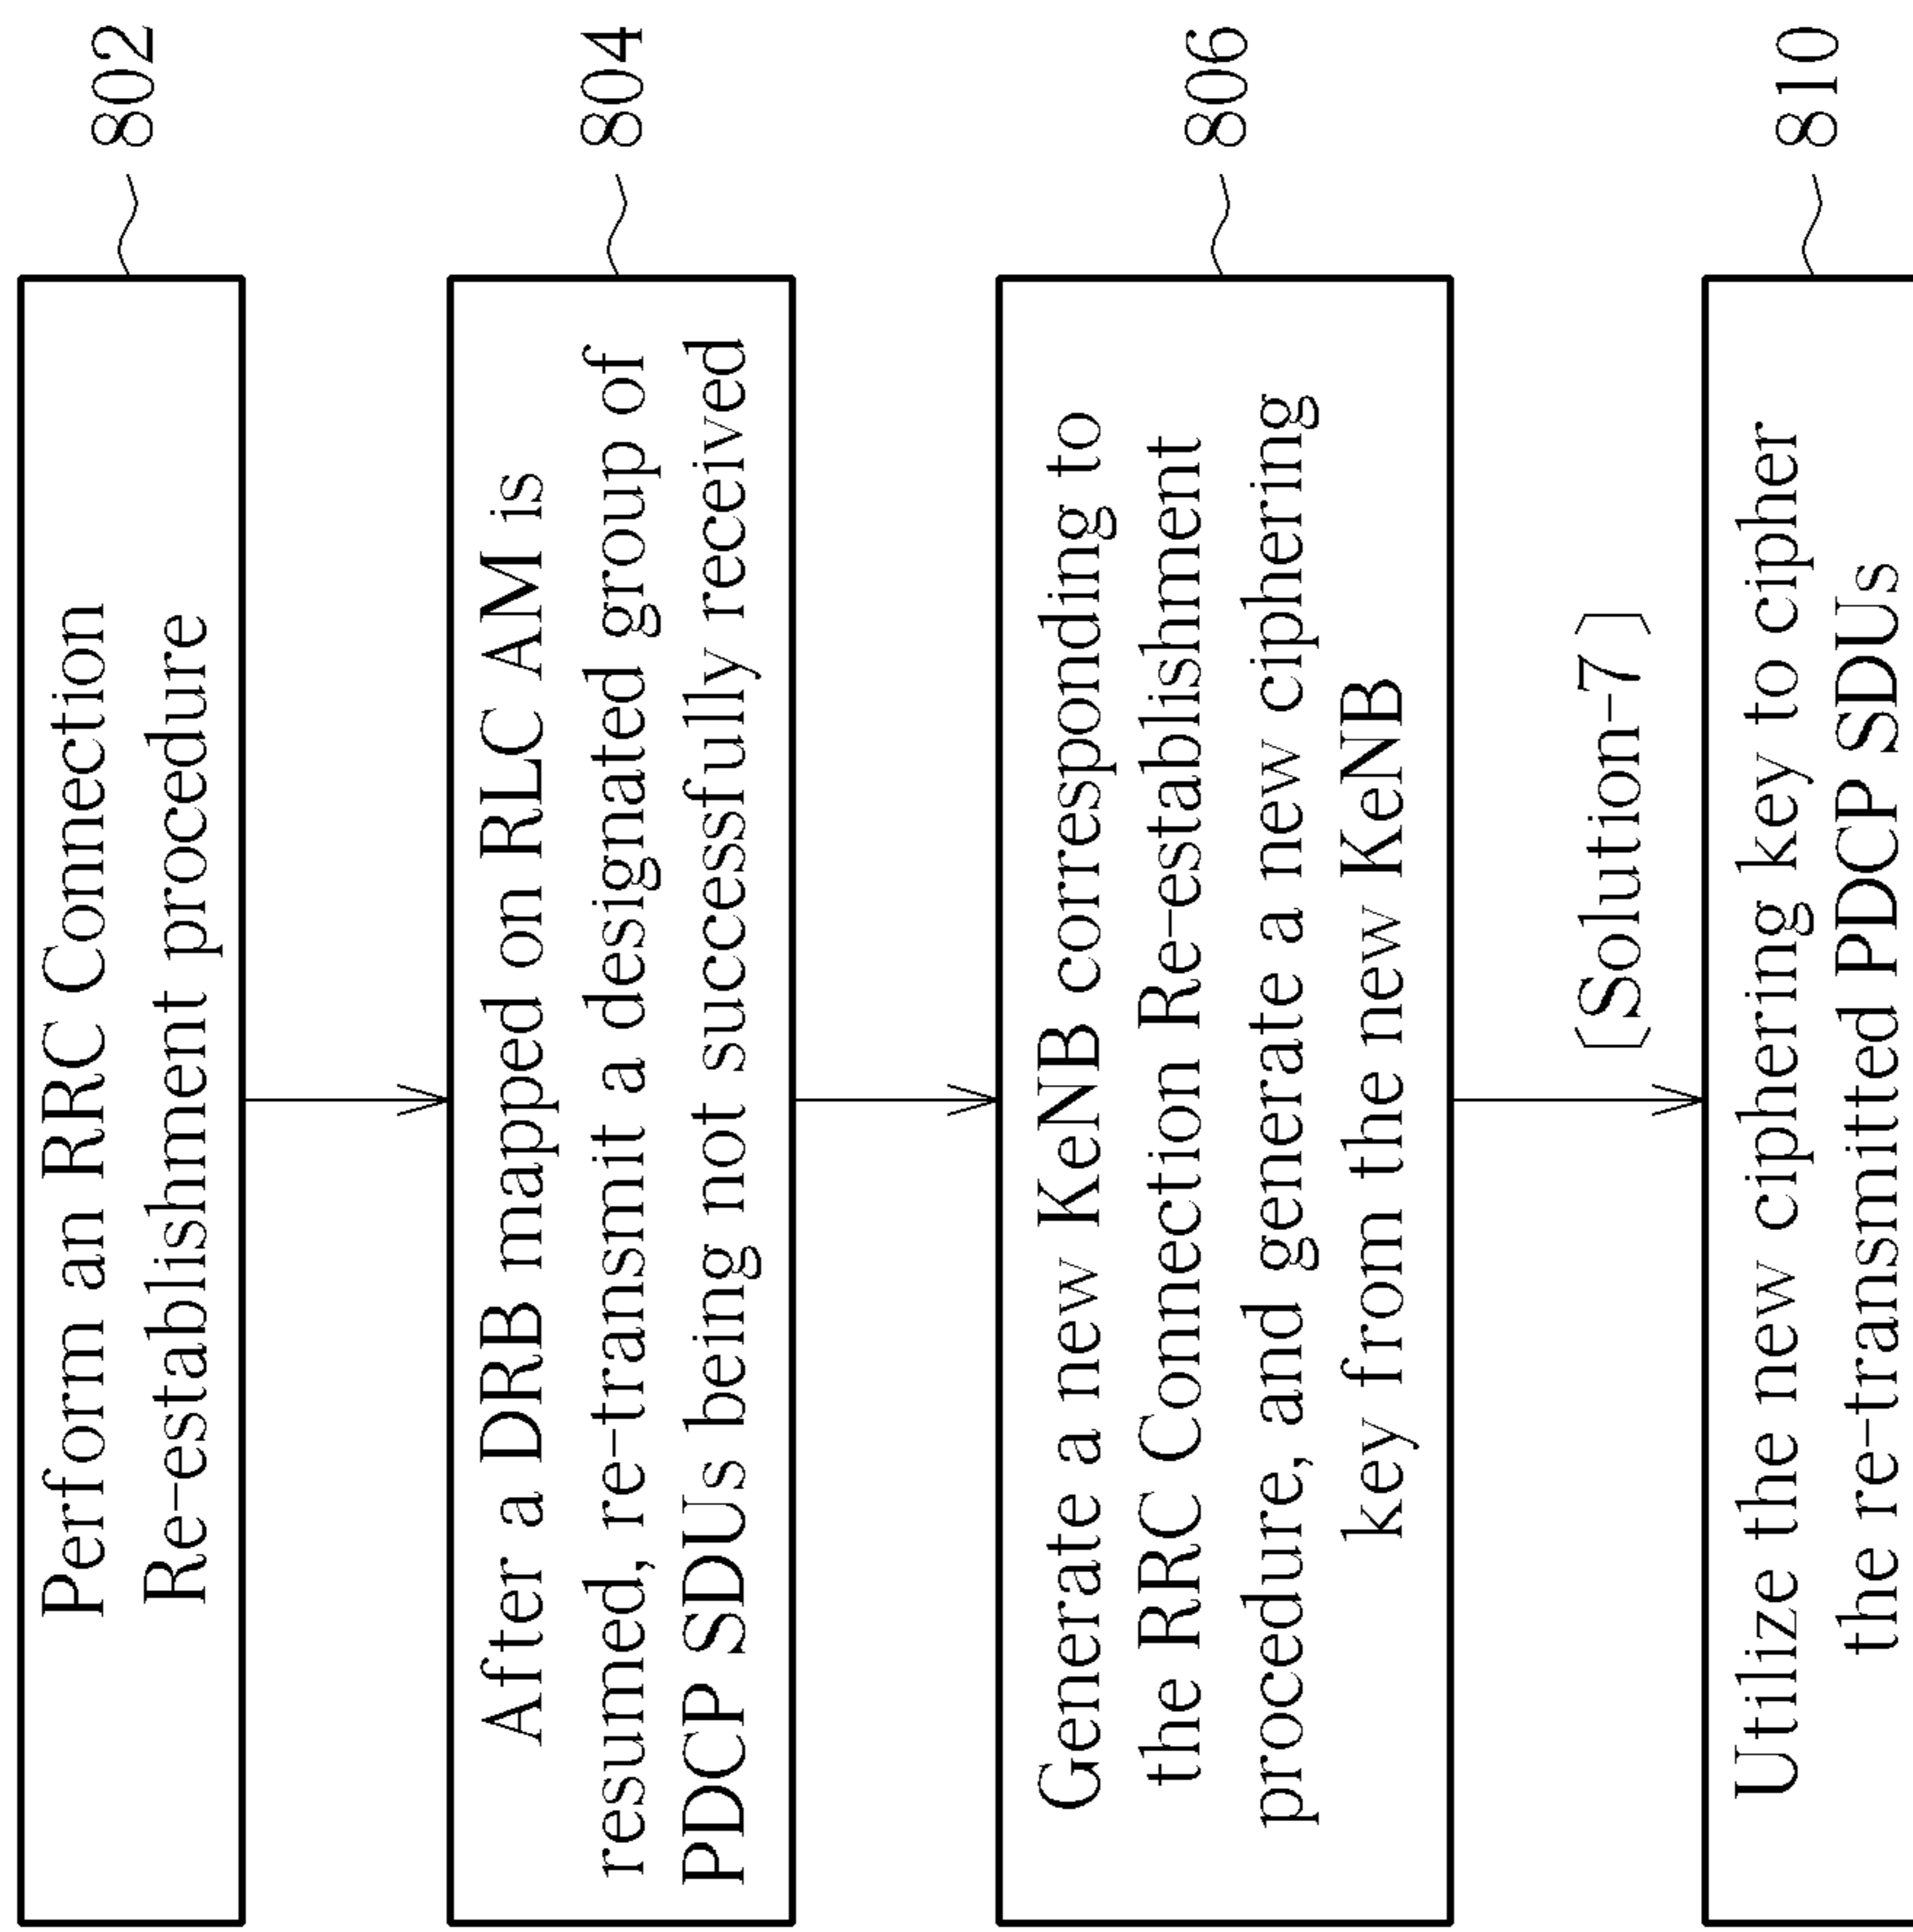 Perform an RRC Connection
Re-establishment procedure
802
After a DRB mapped on RLC AM is
resumed, re-transmit a designated group of
PDCP SDUs being not successfully received
804
Generate a new KeNB corresponding to
the RRC Connection Re-establishment
procedure, and generate a new ciphering
key from the new KeNB
806
(Solution-7)
Utilize the new ciphering key to cipher
the re-transmitted PDCP SDUs
810